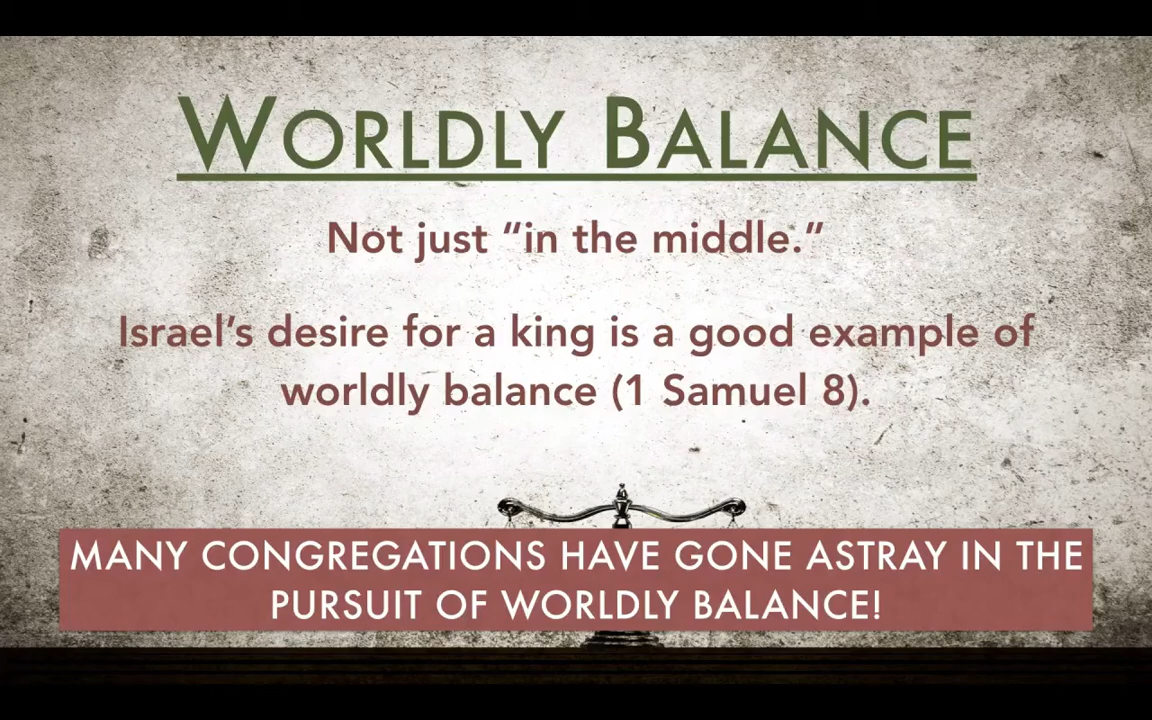 WORLDLY BALANCE
Not just “in the middle.”
Israel’s desire for a king is a good example of
worldly balance (1 Samuel 8).
MANY CONGREGATIONS HAVE GONE ASTRAY IN THE
PURSUIT OF WORLDLY BALANCE!